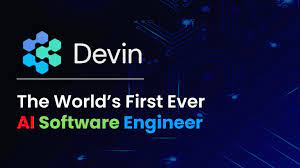 Devin
The World's First Ever
AI Software Engineer